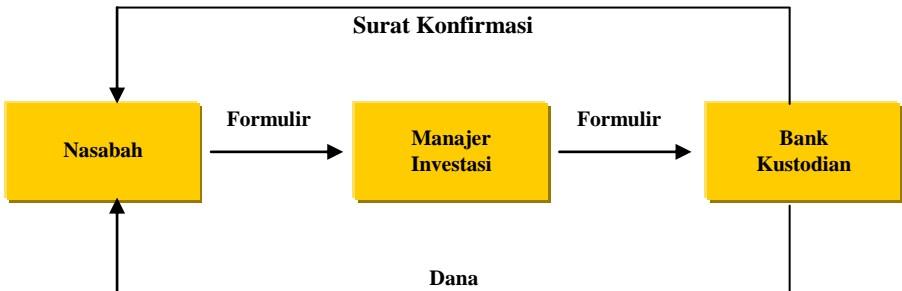 Surat Konfirmasi
Formulir
Formulir
Nasabah
Manajer
Investasi
Bank
Kustodian
Dana